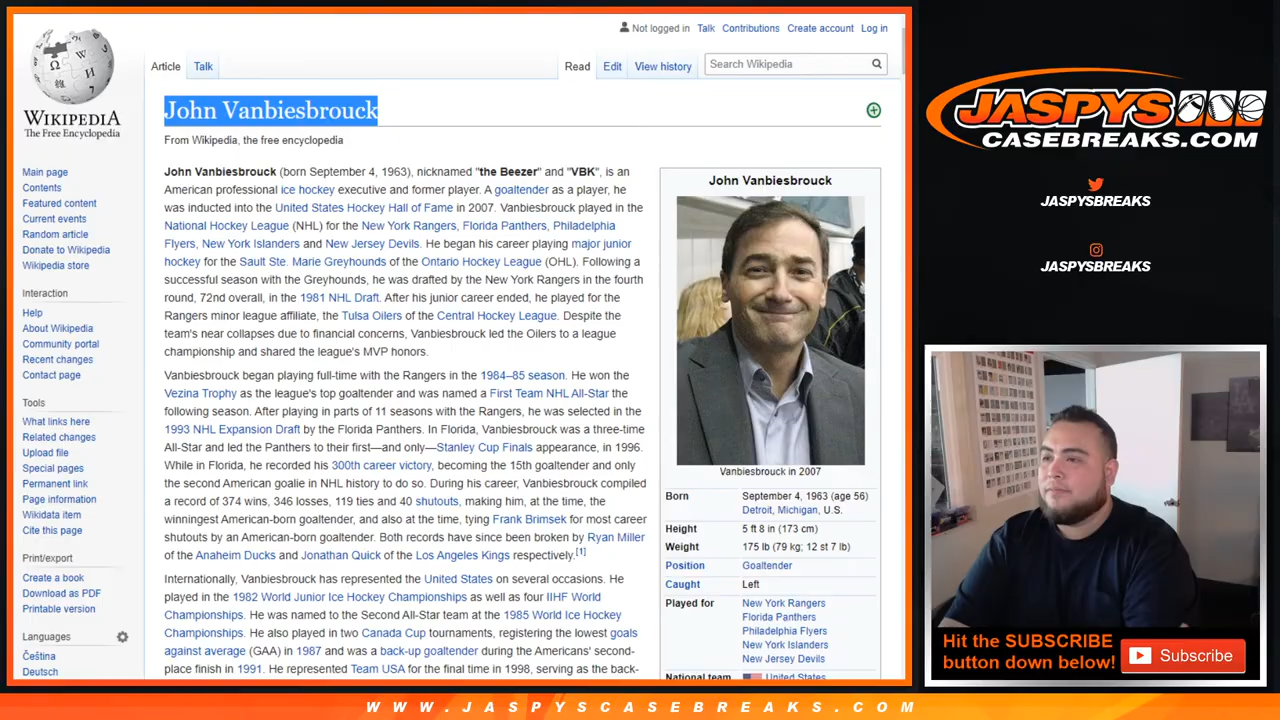 Not logged in Talk Contributions Create account Log in
Article Talk Read Edit View history Search Wikipedia
WIKIPEDIA
The Free Encyclopedia
John Vanbiesbrouck
From Wikipedia, the free encyclopedia
Main page
Contents
Featured content
Current events
Random article
Donate to Wikipedia
Wikipedia store
Interaction
Help
About Wikipedia
Community portal
Recent changes
Contact page
Tools
What links here
Related changes
Upload file
Special pages
Permanent link
Page information
Wikidata item
Cite this page
Print/export
Create a book
Download as PDF
Printable version
Languages
Čeština
Deutsch
John Vanbiesbrouck (born September 4, 1963), nicknamed "the Beezer" and "VBK", is an
American professional ice hockey executive and former player. A goaltender as a player, he
was inducted into the United States Hockey Hall of Fame in 2007. Vanbiesbrouck played in the
National Hockey League (NHL) for the New York Rangers, Florida Panthers, Philadelphia
Flyers, New York Islanders and New Jersey Devils. He began his career playing major junior
hockey for the Sault Ste. Marie Greyhounds of the Ontario Hockey League (OHL). Following a
successful season with the Greyhounds, he was drafted by the New York Rangers in the fourth
round, 72nd overall, in the 1981 NHL Draft. After his junior career ended, he played for the
Rangers minor league affiliate, the Tulsa Oilers of the Central Hockey League. Despite the
team's near collapses due to financial concerns, Vanbiesbrouck led the Oilers to a league
championship and shared the league's MVP honors.
Vanbiesbrouck began playing full-time with the Rangers in the 1984–85 season. He won the
Vezina Trophy as the league's top goaltender and was named a First Team NHL All-Star the
following season. After playing in parts of 11 seasons with the Rangers, he was selected in the
1993 NHL Expansion Draft by the Florida Panthers. In Florida, Vanbiesbrouck was a three-time
All-Star and led the Panthers to their first—and only—Stanley Cup Finals appearance, in 1996.
While in Florida, he recorded his 300th career victory, becoming the 15th goaltender and only
the second American goalie in NHL history to do so. During his career, Vanbiesbrouck compiled
a record of 374 wins, 346 losses, 119 ties and 40 shutouts, making him, at the time, the
winningest American-born goaltender, and also at the time, tying Frank Brimsek for most career
shutouts by an American-born goaltender. Both records have since been broken by Ryan Miller
of the Anaheim Ducks and Jonathan Quick of the Los Angeles Kings respectively.[1]
Internationally, Vanbiesbrouck has represented the United States on several occasions. He
played in the 1982 World Junior Ice Hockey Championships as well as four IIHF World
Championships. He was named to the Second All-Star team at the 1985 World Ice Hockey
Championships. He also played in two Canada Cup tournaments, registering the lowest goals
against average (GAA) in 1987 and was a back-up goaltender during the Americans' second-
place finish in 1991. He represented Team USA for the final time in 1998, serving as the back-
John Vanbiesbrouck
Vanbiesbrouck in 2007
Born September 4, 1963 (age 56)
Detroit, Michigan, U.S.
Height 5 ft 8 in (173 cm)
Weight 175 lb (79 kg; 12 st 7 lb)
Position Goaltender
Caught Left
Played for New York Rangers
Florida Panthers
Philadelphia Flyers
New York Islanders
New Jersey Devils
National team United States
JASPYS
CASEBREAKS.COM
JASPYSBREAKS
JASPYSBREAKS
Hit the SUBSCRIBE
button down below!
Subscribe
WWW.JASPYSCASEBREAKS.COM